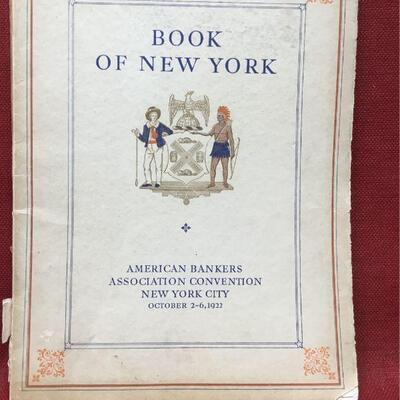 BOOK
OF NEW YORK
AMERICAN BANKERS
ASSOCIATION CONVENTION
NEW YORK CITY
OCTOBER 2-6, 1922